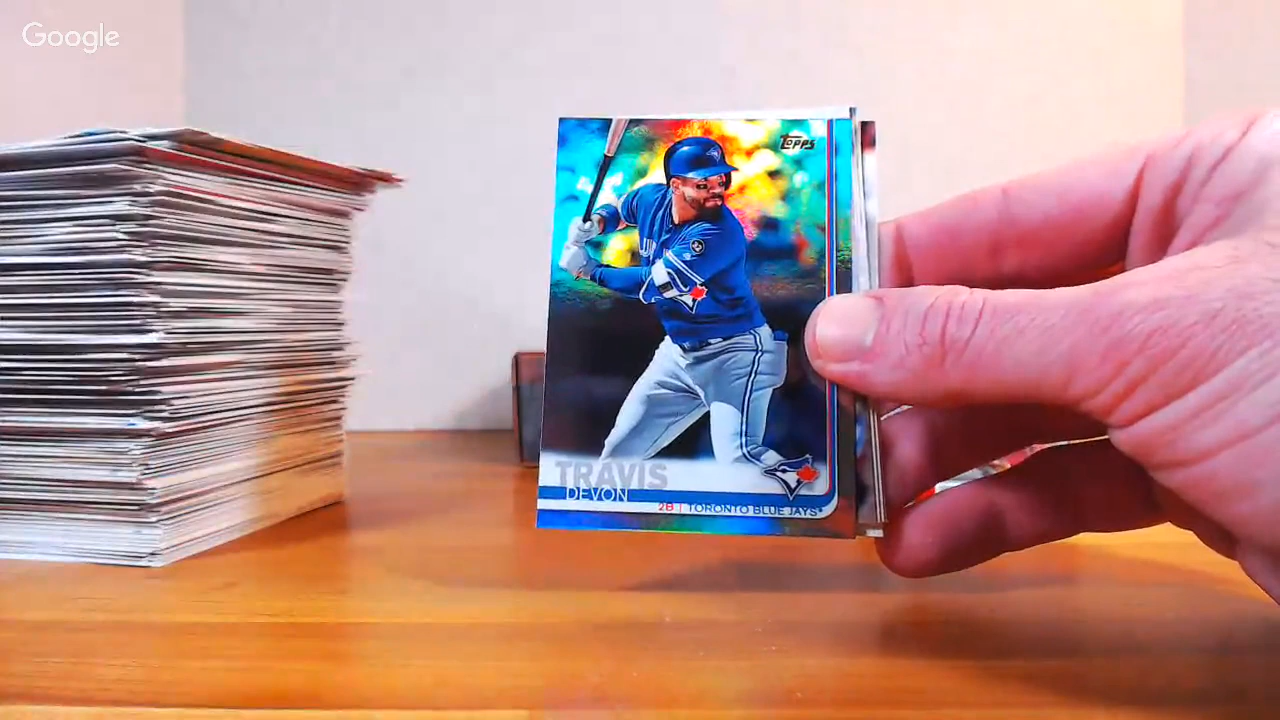 Google
Topps
TRAVIS
DEVON
2B | TORONTO BLUE JAYS